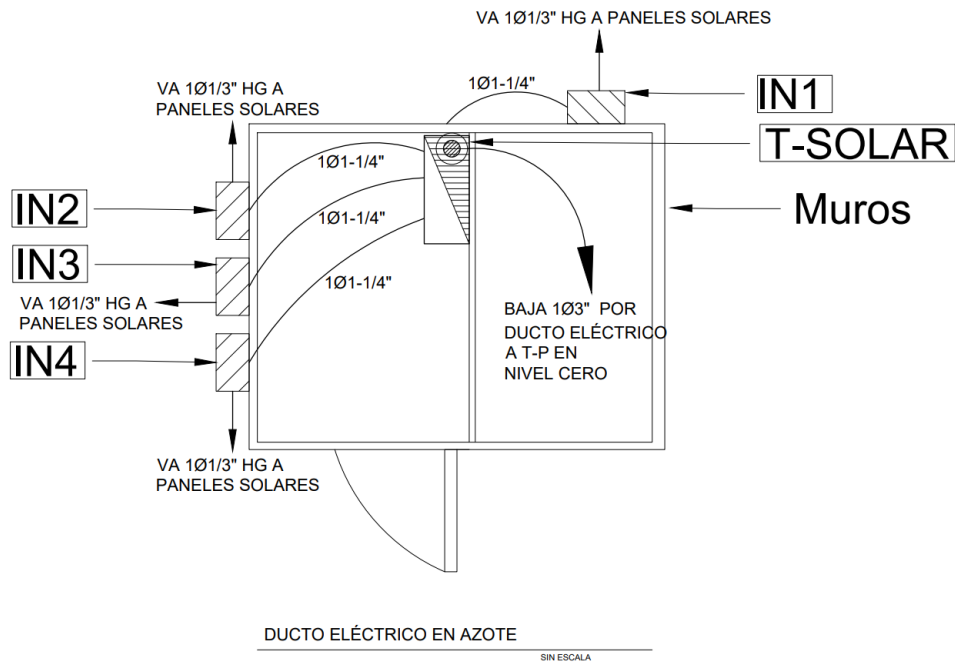 VA 1Ø1/3" HG A PANELES SOLARES
1Ø1-1/4"
IN1
VA 1Ø1/3" HG A
PANELES SOLARES
T-SOLAR
1Ø1-1/4"
IN2
1Ø1-1/4"
Muros
IN3
1Ø1-1/4"
VA 1Ø1/3" HG A
PANELES SOLARES
BAJA 1Ø3" POR
DUCTO ELÉCTRICO
A T-P EN
NIVEL CERO
IN4
VA 1Ø1/3" HG A
PANELES SOLARES
DUCTO ELÉCTRICO EN AZOTE
SIN ESCALA